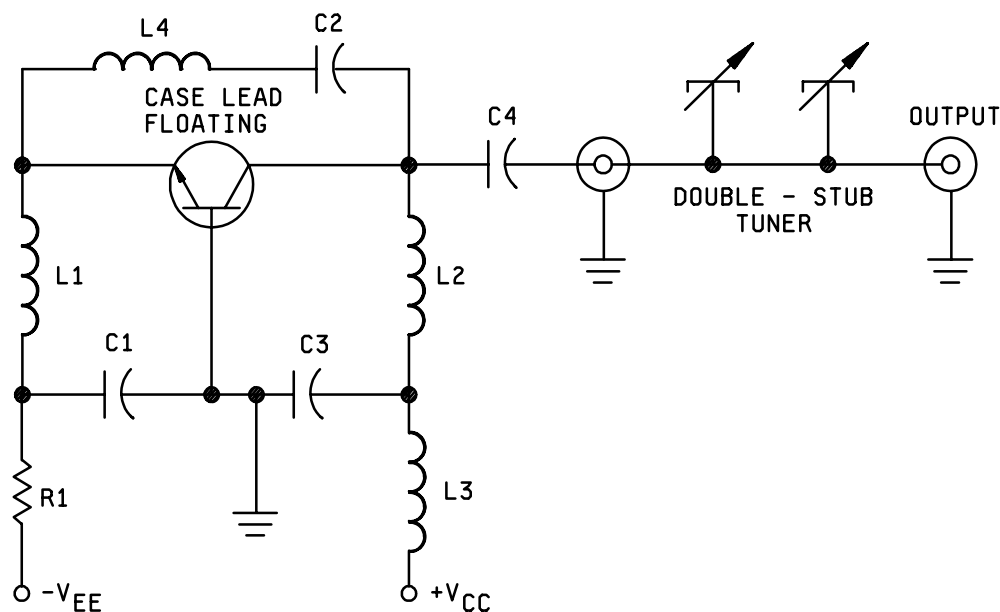 L4
C2
CASE LEAD
FLOATING
C4
OUTPUT
DOUBLE - STUB
TUNER
L1
L2
C1
C3
R1
L3
-VEE
+VCC